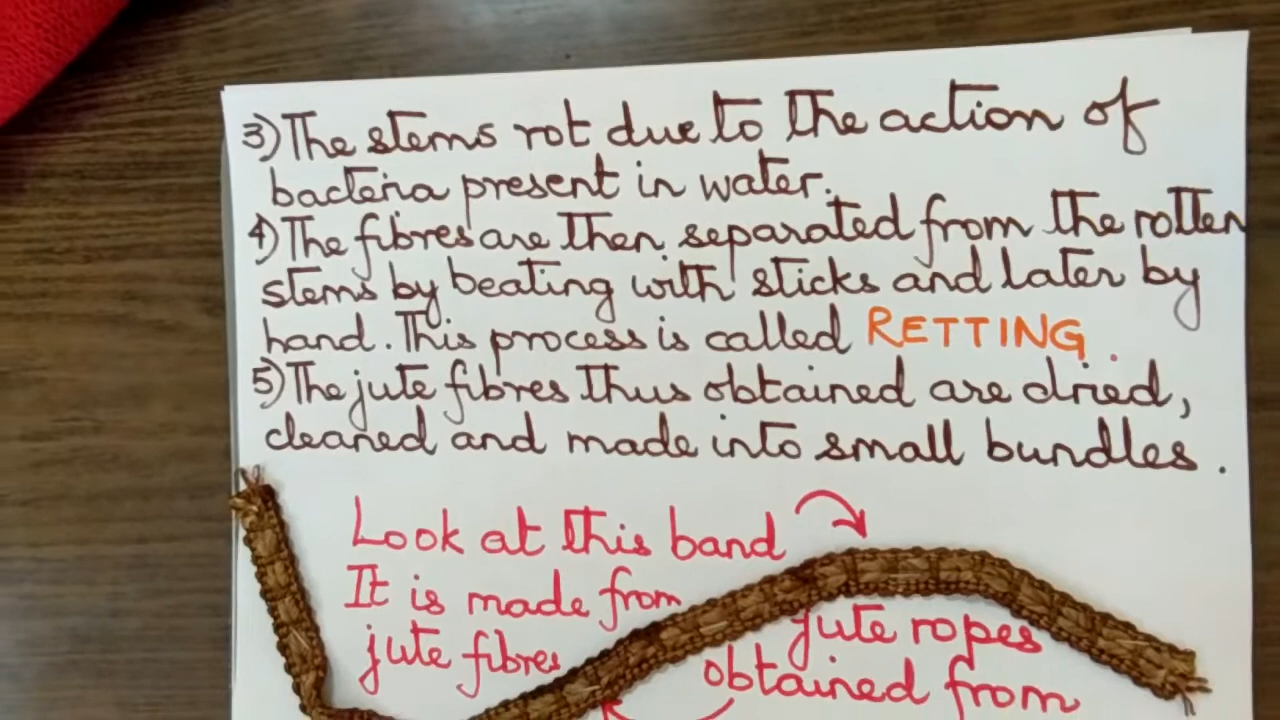 3) The stems rot due to the action of
bacteria present in water.
4) The fibres are then separated from the rotten
stems by beating with sticks and later by
hand. This process is called RETTING.
5) The jute fibres thus obtained are dried,
cleaned and made into small bundles.
Look at this band
It is made from
jute fibres
jute ropes
obtained from